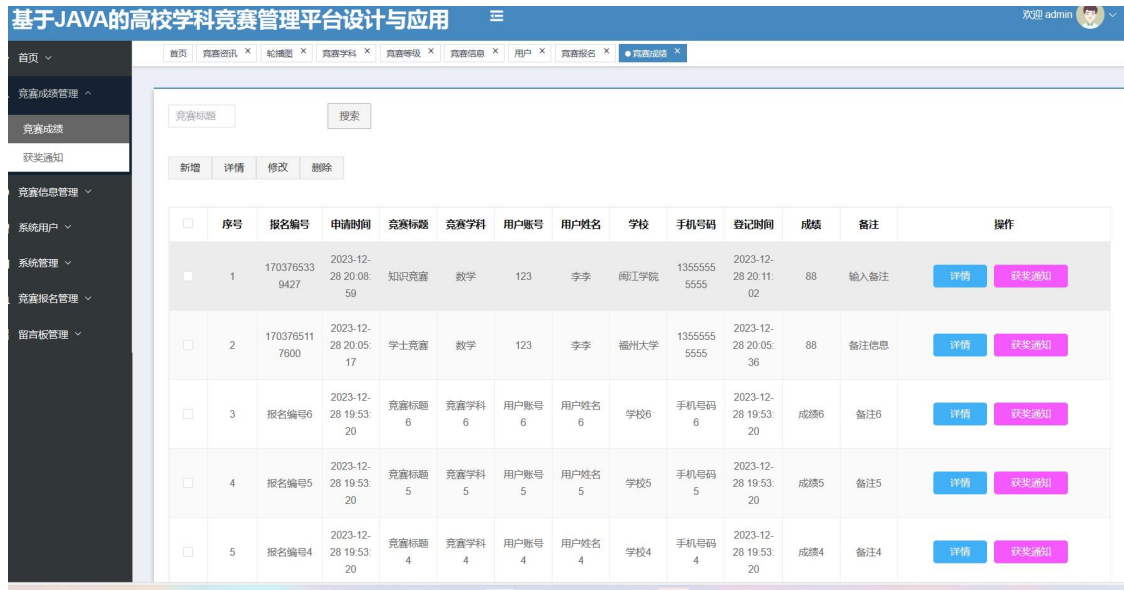 基于JAVA的高校学科竞赛管理平台设计与应用
欢迎 admin
首页 竞赛资讯 × 轮播图 × 竞赛学科 × 竞赛等级 × 竞赛信息 × 用户 × 竞赛报名 × 竞赛成绩 ×
首页
竞赛成绩管理
竞赛成绩
获奖通知
竞赛信息管理
系统用户
系统管理
竞赛报名管理
留言板管理
竞赛标题 搜索
新增 详情 修改 删除
序号 报名编号 申请时间 竞赛标题 竞赛学科 用户账号 用户姓名 学校 手机号码 登记时间 成绩 备注 操作
1 1703765339427 2023-12-28 20:08:59 知识竞赛 数学 123 李李 闽江学院 13555555555 2023-12-28 20:11:02 88 输入备注 详情 获奖通知
2 1703765117600 2023-12-28 20:05:17 学士竞赛 数学 123 李李 福州大学 13555555555 2023-12-28 20:05:36 88 备注信息 详情 获奖通知
3 报名编号6 2023-12-28 19:53:20 竞赛标题6 竞赛学科6 用户账号6 用户姓名6 学校6 手机号码6 2023-12-28 19:53:20 成绩6 备注6 详情 获奖通知
4 报名编号5 2023-12-28 19:53:20 竞赛标题5 竞赛学科5 用户账号5 用户姓名5 学校5 手机号码5 2023-12-28 19:53:20 成绩5 备注5 详情 获奖通知
5 报名编号4 2023-12-28 19:53:20 竞赛标题4 竞赛学科4 用户账号4 用户姓名4 学校4 手机号码4 2023-12-28 19:53:20 成绩4 备注4 详情 获奖通知